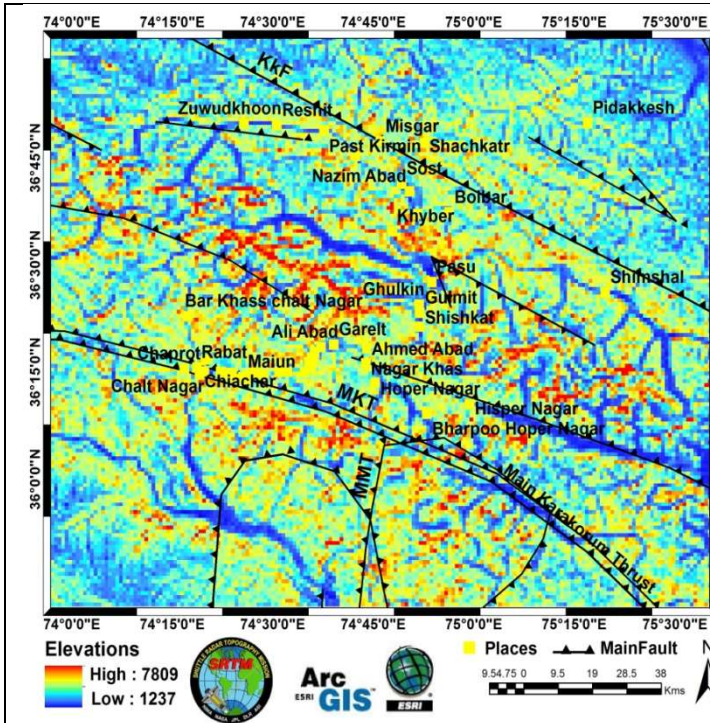 74°0'0"E 74°15'0"E 74°30'0"E 74°45'0"E 75°0'0"E 75°15'0"E 75°30'0"E
KkF
Zuwudkhoon Reshit
Pidakkesh
Misgar
Past Kirmin Shachkatr
Sost
Nazim Abad
Bolbar
Khyber
Pasu
Shimshal
Ghulkin
Gulmit
Bar Khass chalt Nagar
Shishkat
Ali Abad Garelt
Ahmed Abad
Chaprot Rabat
Maiun
Nagar Khas
Chalt Nagar Chiachar
Hoper Nagar
MKT
Hisper Nagar
Bharpoo Hoper Nagar
MMT
Main Karakorum Thrust
36°45'0"N
36°30'0"N
36°15'0"N
36°0'0"N
74°0'0"E 74°15'0"E 74°30'0"E 74°45'0"E 75°0'0"E 75°15'0"E 75°30'0"E
Elevations
High : 7809
Low : 1237
SHUTTLE RADAR TOPOGRAPHY MISSION
SRTM
Arc
ESRI GIS™
ESRI
Places MainFault
9.54.75 0 9.5 19 28.5 38
Kms
N